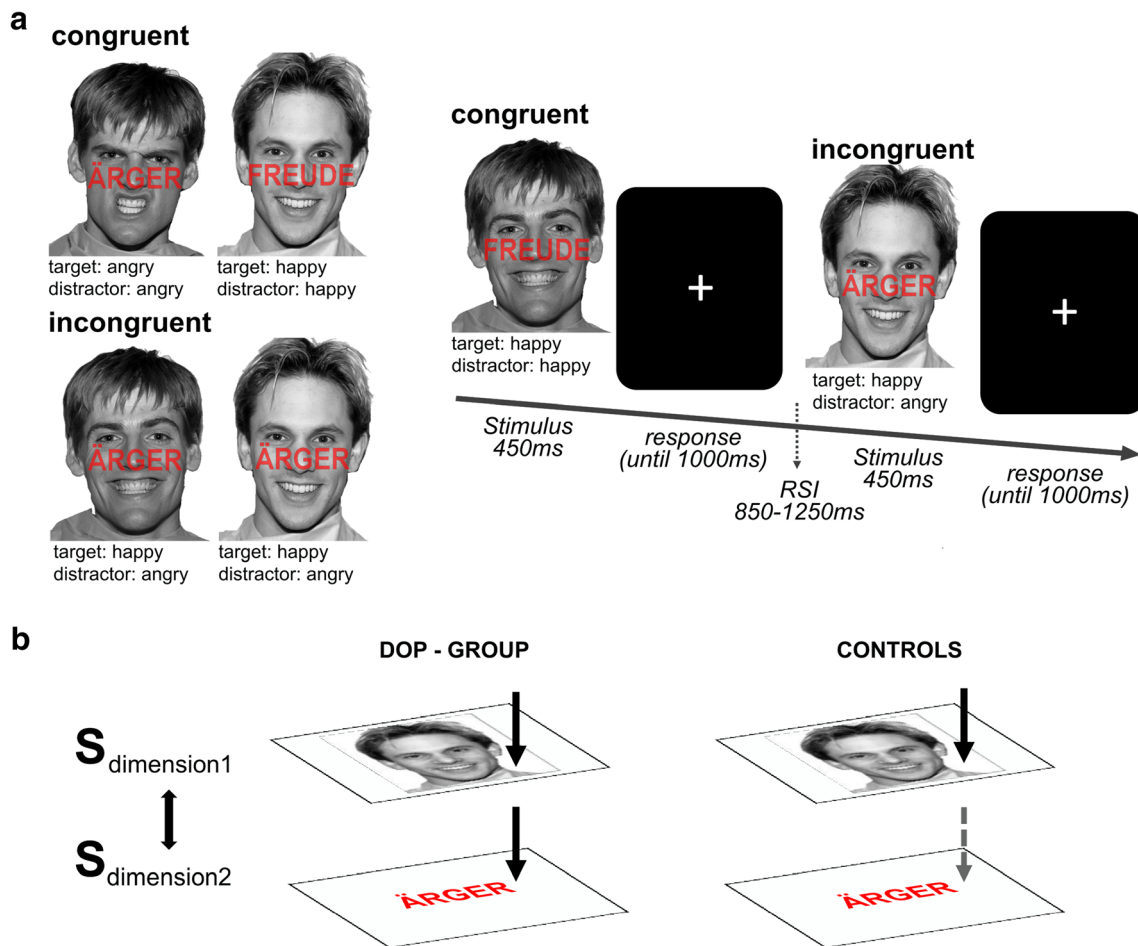 a
congruent
ÄRGER
FREUDE
target: angry
distractor: angry
target: happy
distractor: happy
incongruent
ÄRGER
ÄRGER
target: happy
distractor: angry
target: happy
distractor: angry
congruent
FREUDE
target: happy
distractor: happy
incongruent
ÄRGER
target: happy
distractor: angry
Stimulus
450ms
response
(until 1000ms)
RSI
850-1250ms
Stimulus
450ms
response
(until 1000ms)
b
DOP - GROUP
CONTROLS
S dimension1
S dimension2
ÄRGER
ÄRGER